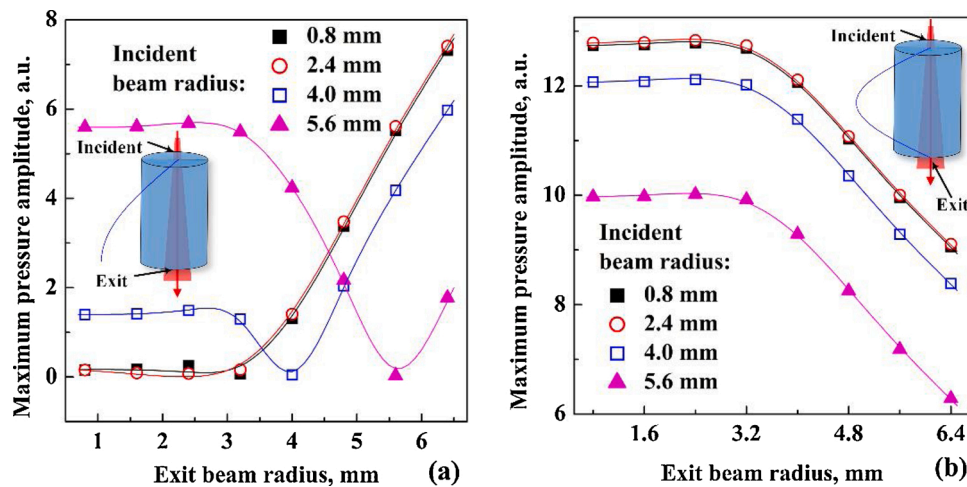 Maximum pressure amplitude, a.u.
8
6
4
2
0
Incident
beam radius:
0.8 mm
2.4 mm
4.0 mm
5.6 mm
Incident
Exit
1 2 3 4 5 6
Exit beam radius, mm
(a)
Maximum pressure amplitude, a.u.
12
10
8
6
Incident
Exit
Incident
beam radius:
0.8 mm
2.4 mm
4.0 mm
5.6 mm
1.6 3.2 4.8 6.4
Exit beam radius, mm
(b)